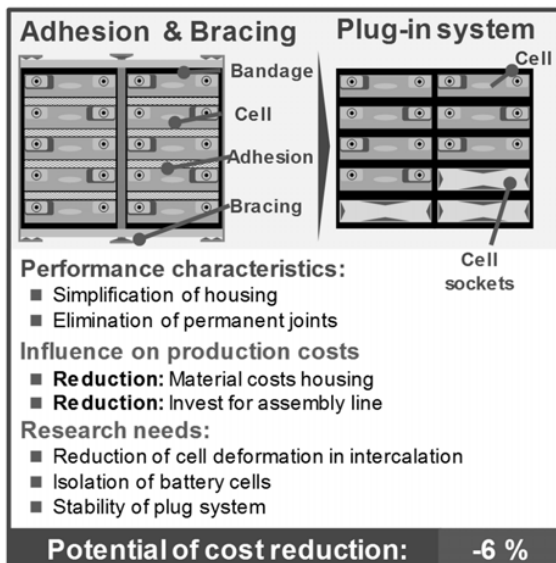 Adhesion & Bracing
Plug-in system
Bandage
Cell
Adhesion
Bracing
Cell
Cell
sockets
Performance characteristics:
■ Simplification of housing
■ Elimination of permanent joints
Influence on production costs
■ Reduction: Material costs housing
■ Reduction: Invest for assembly line
Research needs:
■ Reduction of cell deformation in intercalation
■ Isolation of battery cells
■ Stability of plug system
Potential of cost reduction: -6 %